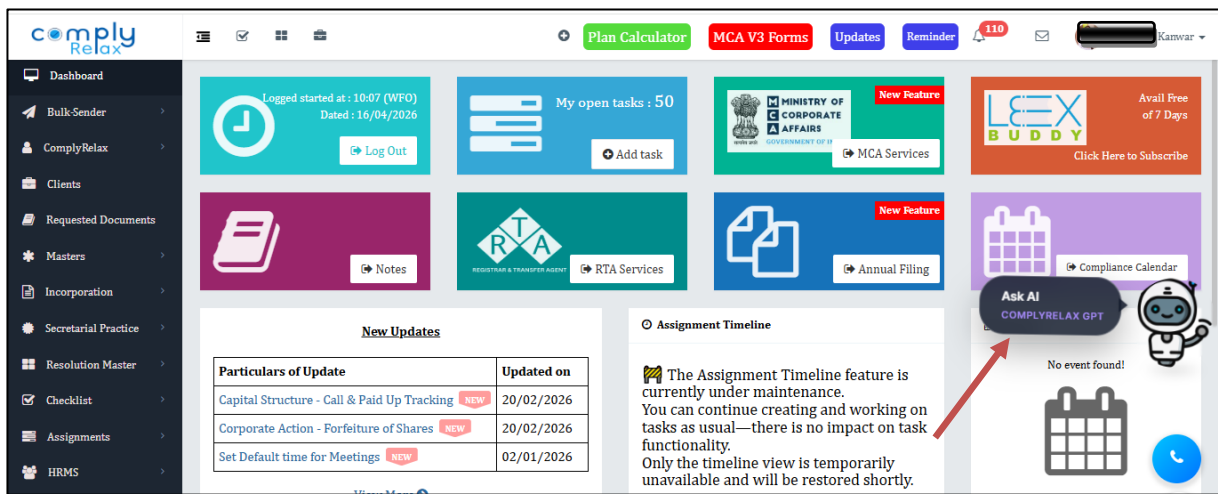 comply
Relax
Plan Calculator
MCA V3 Forms
Updates
Reminder
110
Kanwar
Dashboard
Bulk-Sender
ComplyRelax
Clients
Requested Documents
Masters
Incorporation
Secretarial Practice
Resolution Master
Checklist
Assignments
HRMS
Logged started at : 10:07 (WFO)
Dated : 16/04/2026
Log Out
My open tasks : 50
Add task
New Feature
MINISTRY OF
CORPORATE
AFFAIRS
GOVERNMENT OF
MCA Services
LEEX
BUDDY
Avail Free
of 7 Days
Click Here to Subscribe
Notes
RTA
REGISTRAR & TRANSFER AGENT
RTA Services
New Feature
Annual Filing
Compliance Calendar
Ask AI
COMPLYRELAX GPT
New Updates
Particulars of Update Updated on
Capital Structure - Call & Paid Up Tracking NEW 20/02/2026
Corporate Action - Forfeiture of Shares NEW 20/02/2026
Set Default time for Meetings NEW 02/01/2026
View More
Assignment Timeline
The Assignment Timeline feature is
currently under maintenance.
You can continue creating and working on
tasks as usual—there is no impact on task
functionality.
Only the timeline view is temporarily
unavailable and will be restored shortly.
No event found!